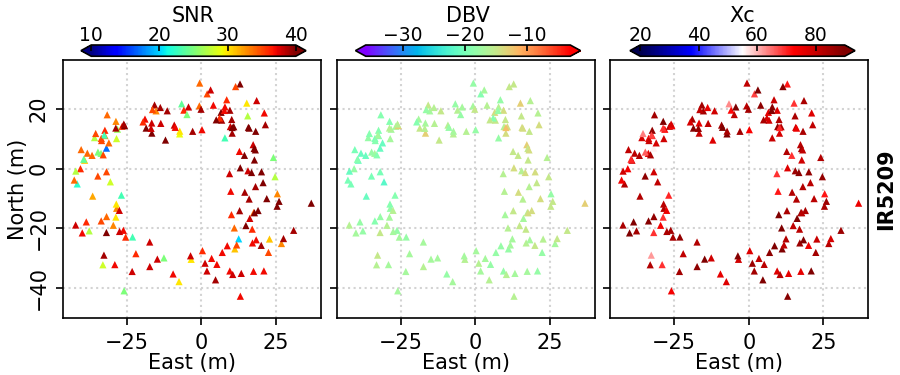 SNR DBV Xc
10 20 30 40 −30 −20 −10 20 40 60 80
North (m)
20
0
−20
−40
−25 0 25 −25 0 25 −25 0 25
East (m) East (m) East (m)
IR5209